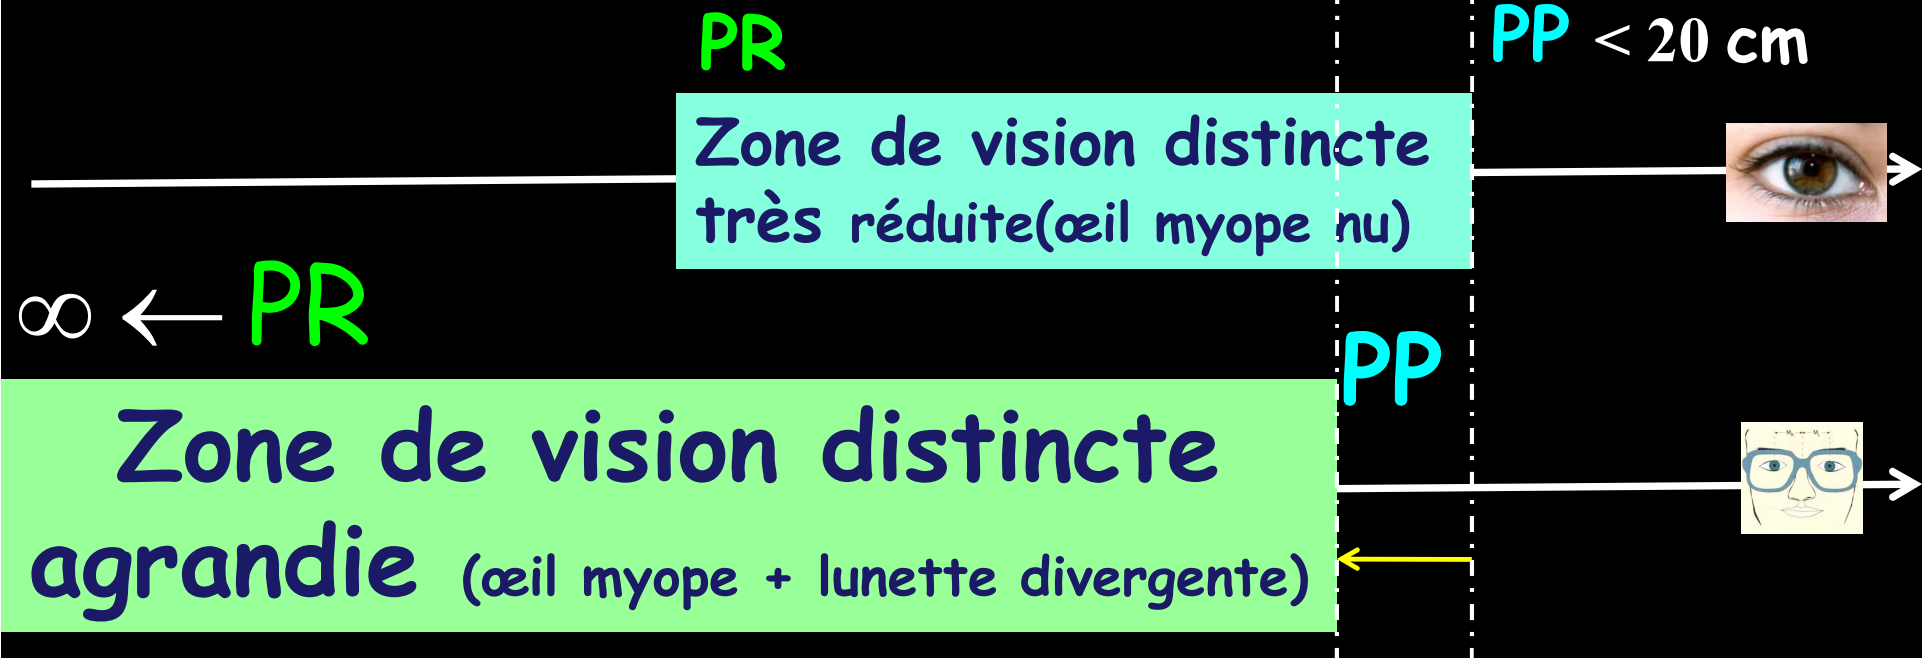 PR
PP < 20 cm
Zone de vision distincte
très réduite(œil myope nu)
∞ ← PR
PP
Zone de vision distincte
agrandie (œil myope + lunette divergente)